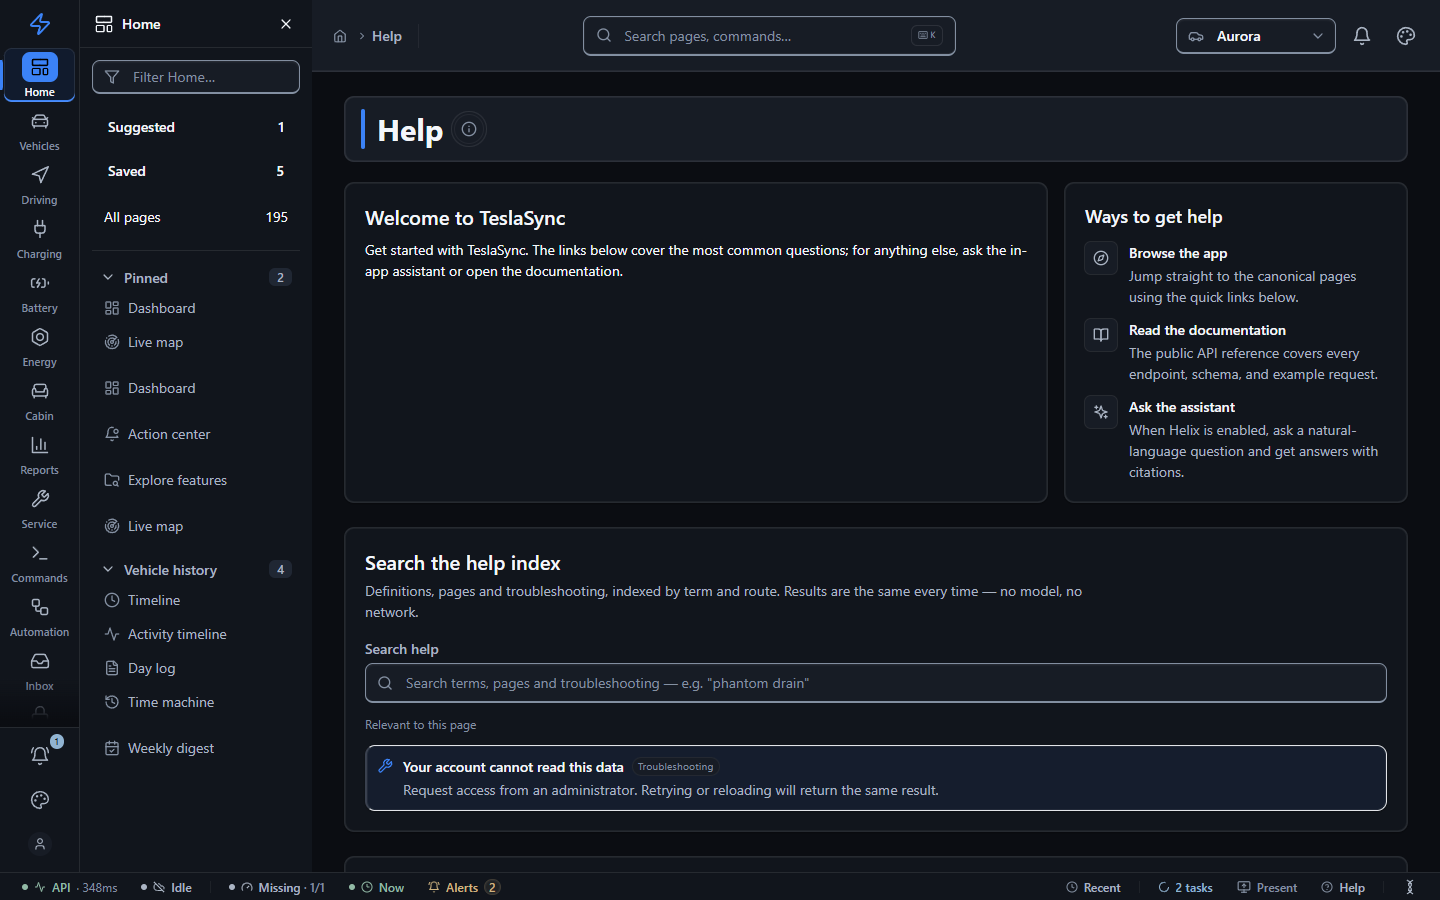 Home
Help
Search pages, commands...
K
Aurora
Home
Vehicles
Driving
Charging
Battery
Energy
Cabin
Reports
Service
Commands
Automation
Inbox
1
Filter Home...
Suggested 1
Saved 5
All pages 195
Pinned 2
Dashboard
Live map
Dashboard
Action center
Explore features
Live map
Vehicle history 4
Timeline
Activity timeline
Day log
Time machine
Weekly digest
Help
Welcome to TeslaSync
Get started with TeslaSync. The links below cover the most common questions; for anything else, ask the in-
app assistant or open the documentation.
Ways to get help
Browse the app
Jump straight to the canonical pages
using the quick links below.
Read the documentation
The public API reference covers every
endpoint, schema, and example request.
Ask the assistant
When Helix is enabled, ask a natural-
language question and get answers with
citations.
Search the help index
Definitions, pages and troubleshooting, indexed by term and route. Results are the same every time — no model, no
network.
Search help
Search terms, pages and troubleshooting — e.g. "phantom drain"
Relevant to this page
Your account cannot read this data Troubleshooting
Request access from an administrator. Retrying or reloading will return the same result.
API · 348ms
Idle
Missing · 1/1
Now
Alerts 2
Recent
2 tasks
Present
Help